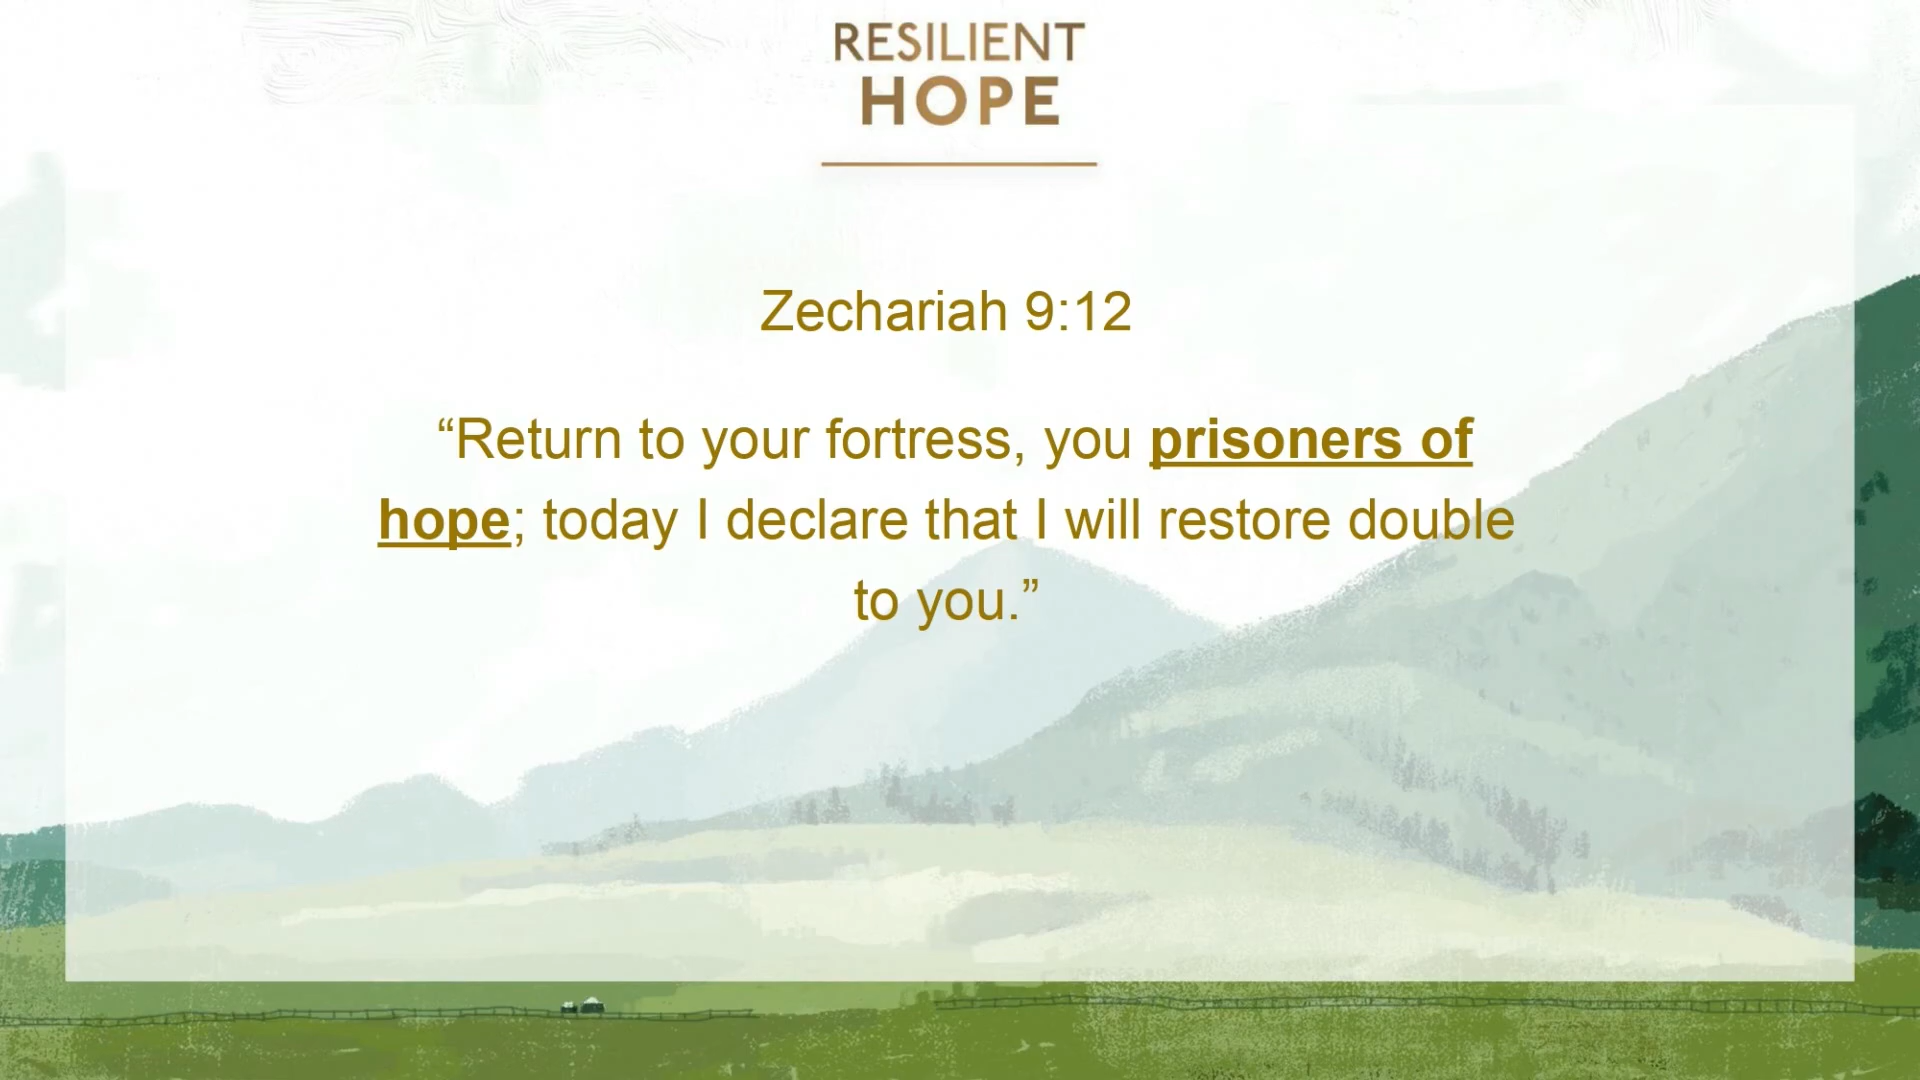 RESILIENT
HOPE
Zechariah 9:12
“Return to your fortress, you prisoners of
hope; today I declare that I will restore double
to you.”